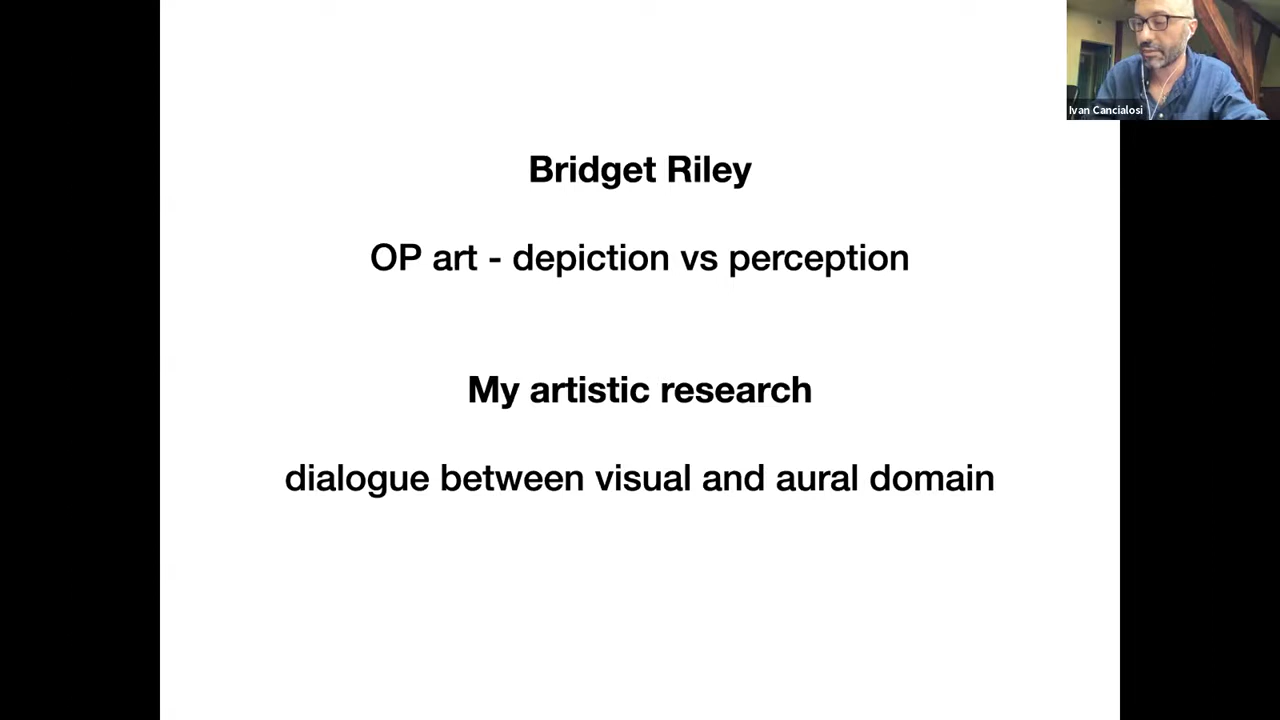 Ivan Cancialosi
Bridget Riley
OP art - depiction vs perception
My artistic research
dialogue between visual and aural domain